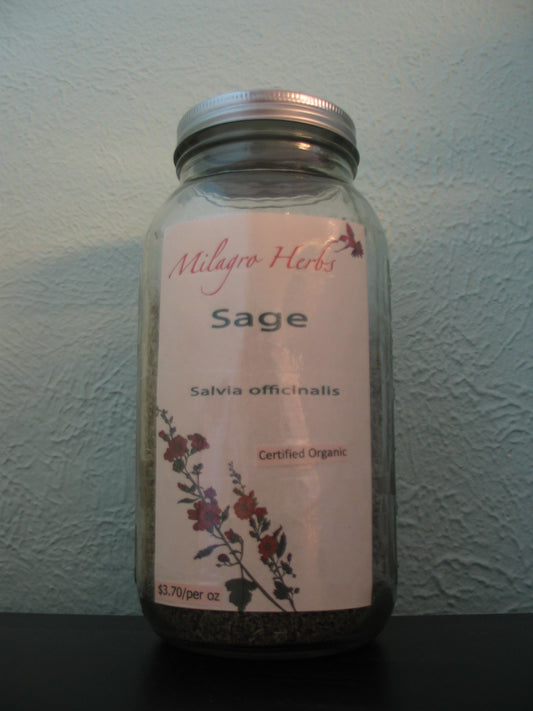 Milagro Herbs
Sage
Salvia officinalis
Certified Organic
$3.70/per oz